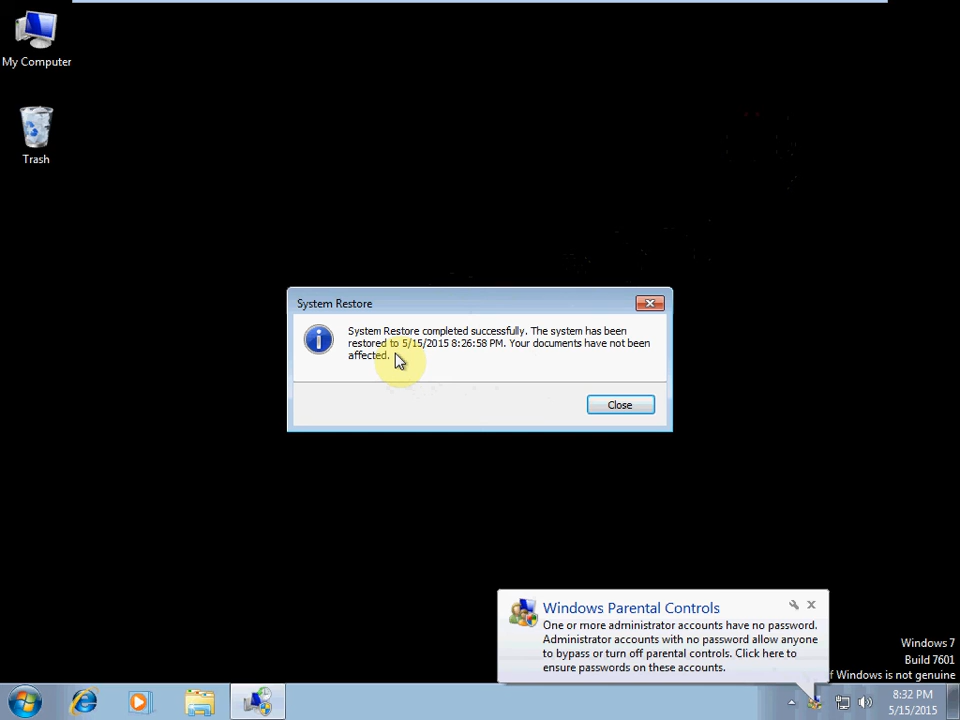 My Computer
Trash
System Restore
System Restore completed successfully. The system has been
restored to 5/15/2015 8:26:58 PM. Your documents have not been
affected.
Close
Windows Parental Controls
One or more administrator accounts have no password.
Administrator accounts with no password allow anyone
to bypass or turn off parental controls. Click here to
ensure passwords on these accounts.
Windows 7
Build 7601
f Windows is not genuine
8:32 PM
5/15/2015